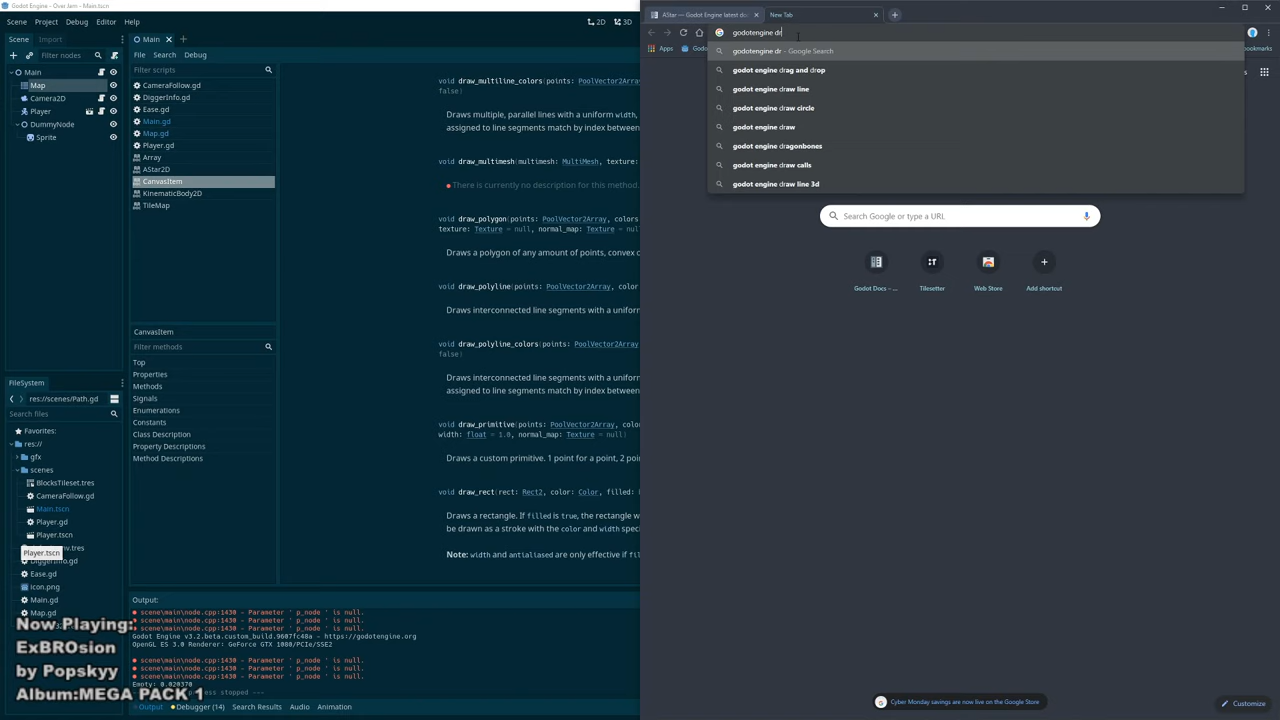 Godot Engine - Over Jam - Main.tscn
Scene Project Debug Editor Help
2D 3D
Scene Node
Main
Filter nodes
File Search Debug
Main
Map
Camera2D
Player
DummyNode
Sprite
Filter scripts
CameraFollow.gd
DiggerInfo.gd
Ease.gd
Main.gd
Map.gd
Player.gd
Array
AStar2D
CanvasItem
KinematicBody2D
TileMap
CanvasItem
Filter methods
Top
Properties
Methods
Signals
Enumerations
Constants
Class Description
Property Descriptions
Method Descriptions
void draw_multiline_colors(points: PoolVector2Array,
false)
Draws multiple, parallel lines with a uniform
assigned to line segments match by index between
void draw_multimesh(multimesh: MultiMesh, texture:
There is currently no description for this method.
void draw_polygon(points: PoolVector2Array, colors
texture: Texture = null, normal_map: Texture =
Draws a polygon of any amount of points, convex
void draw_polyline(points: PoolVector2Array, color
Draws interconnected line segments with a uniform
void draw_polyline_colors(points: PoolVector2Array
false)
Draws interconnected line segments with a uniform
assigned to line segments match by index between
void draw_primitive(points: PoolVector2Array, colo
width: float = 1.0, normal_map: Texture = null)
Draws a custom primitive. 1 point for a point, 2 poin
void draw_rect(rect: Rect2, color: Color, filled:
Draws a rectangle. If filled is true, the rectangle w
be drawn as a stroke with the color and width spec
Note: width and antialiased are only effective if fil
FileSystem
res://scenes/Path.gd
Search files
Favorites:
res://
gfx
scenes
BlocksTileset.tres
CameraFollow.gd
Main.tscn
Player.gd
Player.tscn
Player.tscn
DiggerInfo.gd
Ease.gd
icon.png
Main.gd
Map.gd
Now Playing:
ExBROsion
by Popskyy
Album:MEGA PACK 1
Output:
scene\main\node.cpp:1430 - Parameter ' p_node ' is null.
scene\main\node.cpp:1430 - Parameter ' p_node ' is null.
Godot Engine v3.2.beta.custom_build.9607fc48a - https://godotengine.org
OpenGL ES 3.0 Renderer: GeForce GTX 1080/PCIe/SSE2
scene\main\node.cpp:1430 - Parameter ' p_node ' is null.
scene\main\node.cpp:1430 - Parameter ' p_node ' is null.
scene\main\node.cpp:1430 - Parameter ' p_node ' is null.
Empty: 0.020370
stopped ---
Output Debugger (14) Search Results Audio Animation
AStar — Godot Engine latest do
New Tab
godotengine dr
Apps
ookmarks
godotengine dr - Google Search
godot engine drag and drop
godot engine draw line
godot engine draw circle
godot engine draw
godot engine dragonbones
godot engine draw calls
godot engine draw line 3d
Search Google or type a URL
Godot Docs – ...
Tilesetter
Web Store
Add shortcut
Cyber Monday savings are now live on the Google Store
Customize